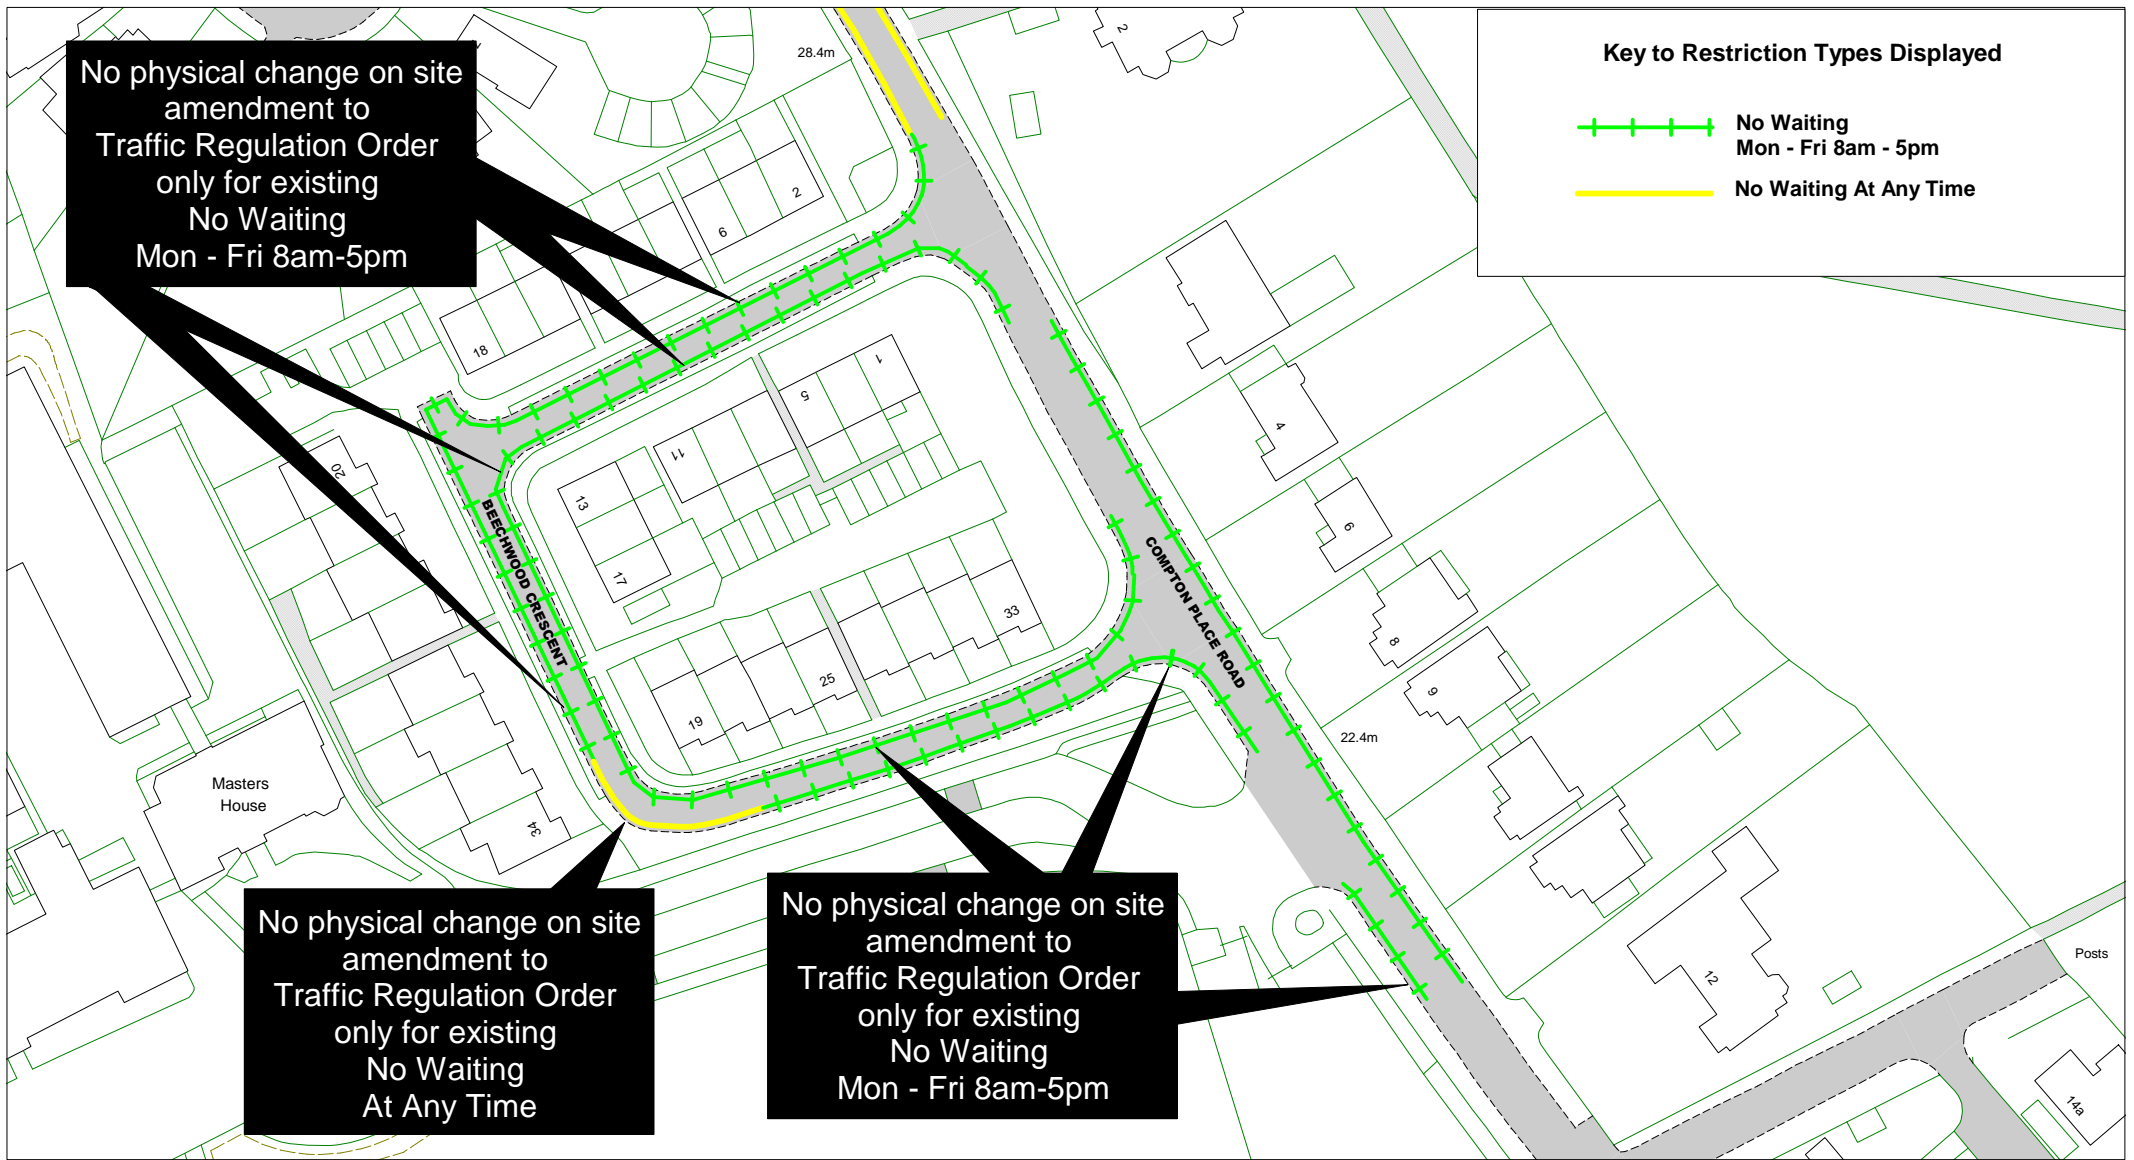 No physical change on site
amendment to
Traffic Regulation Order
only for existing
No Waiting
Mon - Fri 8am-5pm
28.4m
2
Key to Restriction Types Displayed
No Waiting
Mon - Fri 8am - 5pm
No Waiting At Any Time
2
6
18
1
5
11
13
17
20
4
6
8
9
33
25
19
34
12
14a
BEECHWOOD CRESCENT
COMPTON PLACE ROAD
22.4m
Masters
House
Posts
No physical change on site
amendment to
Traffic Regulation Order
only for existing
No Waiting
At Any Time
No physical change on site
amendment to
Traffic Regulation Order
only for existing
No Waiting
Mon - Fri 8am-5pm